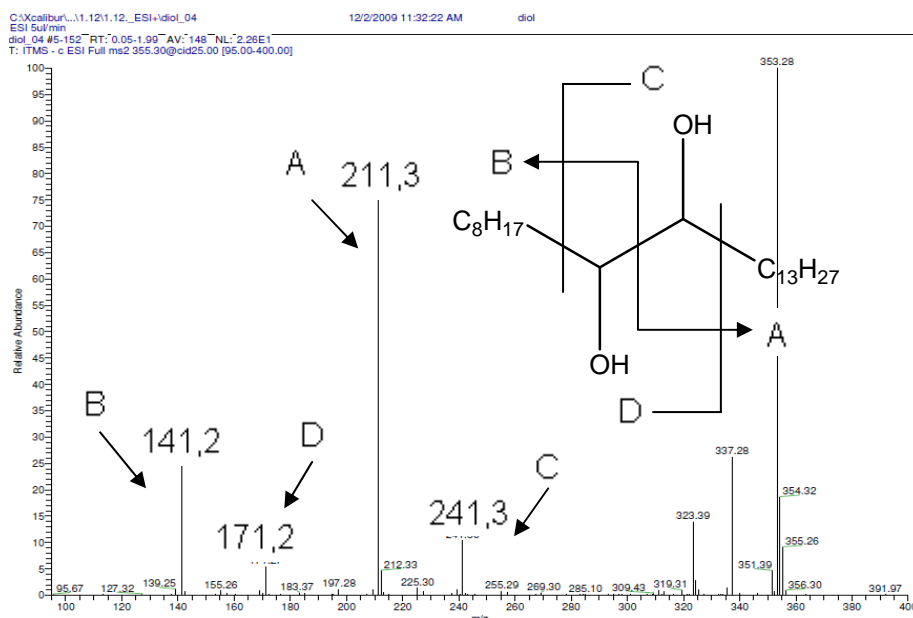 C:\Xcalibur\...\1.12\1.12._ESI+\diol_04 12/2/2009 11:32:22 AM diol
ESI 5ul/min
diol_04 #5-152 RT: 0.05-1.99 AV: 148 NL: 2.26E1
T: ITMS - c ESI Full ms2 355.30@cid25.00 [95.00-400.00]
100
95
90
85
80
75
70
65
60
55
50
45
40
35
30
25
20
15
10
5
0
Relative Abundance
353.28
C
OH
B
A
211,3
C8H17
C13H27
A
OH
D
B
D
141,2
C
337.28
171,2
241,3
323.39
354.32
355.26
351.39
95.67
127.32
139.25
155.26
183.37
197.28
212.33
225.30
255.29
269.30
285.10
309.43
319.31
356.30
391.97
100 120 140 160 180 200 220 240 260 280 300 320 340 360 380 400